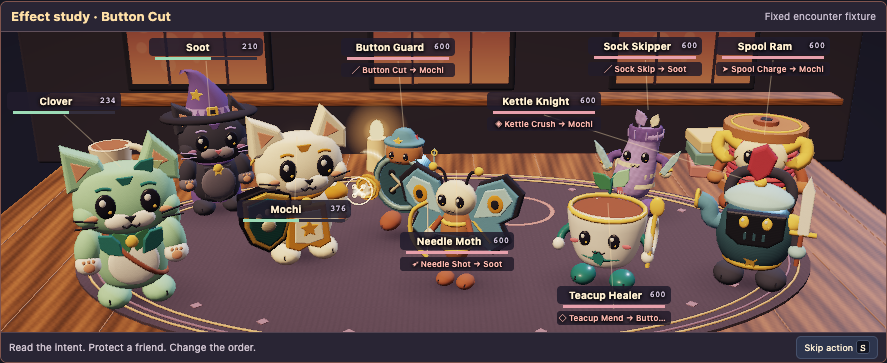 Effect study · Button Cut
Fixed encounter fixture
Soot 210
Button Guard 600
Button Cut → Mochi
Sock Skipper 600
Sock Skip → Soot
Spool Ram 600
Spool Charge → Mochi
Clover 234
Kettle Knight 600
Kettle Crush → Mochi
Mochi 376
Needle Moth 600
Needle Shot → Soot
Teacup Healer 600
Teacup Mend → Butto...
Read the intent. Protect a friend. Change the order.
Skip action S